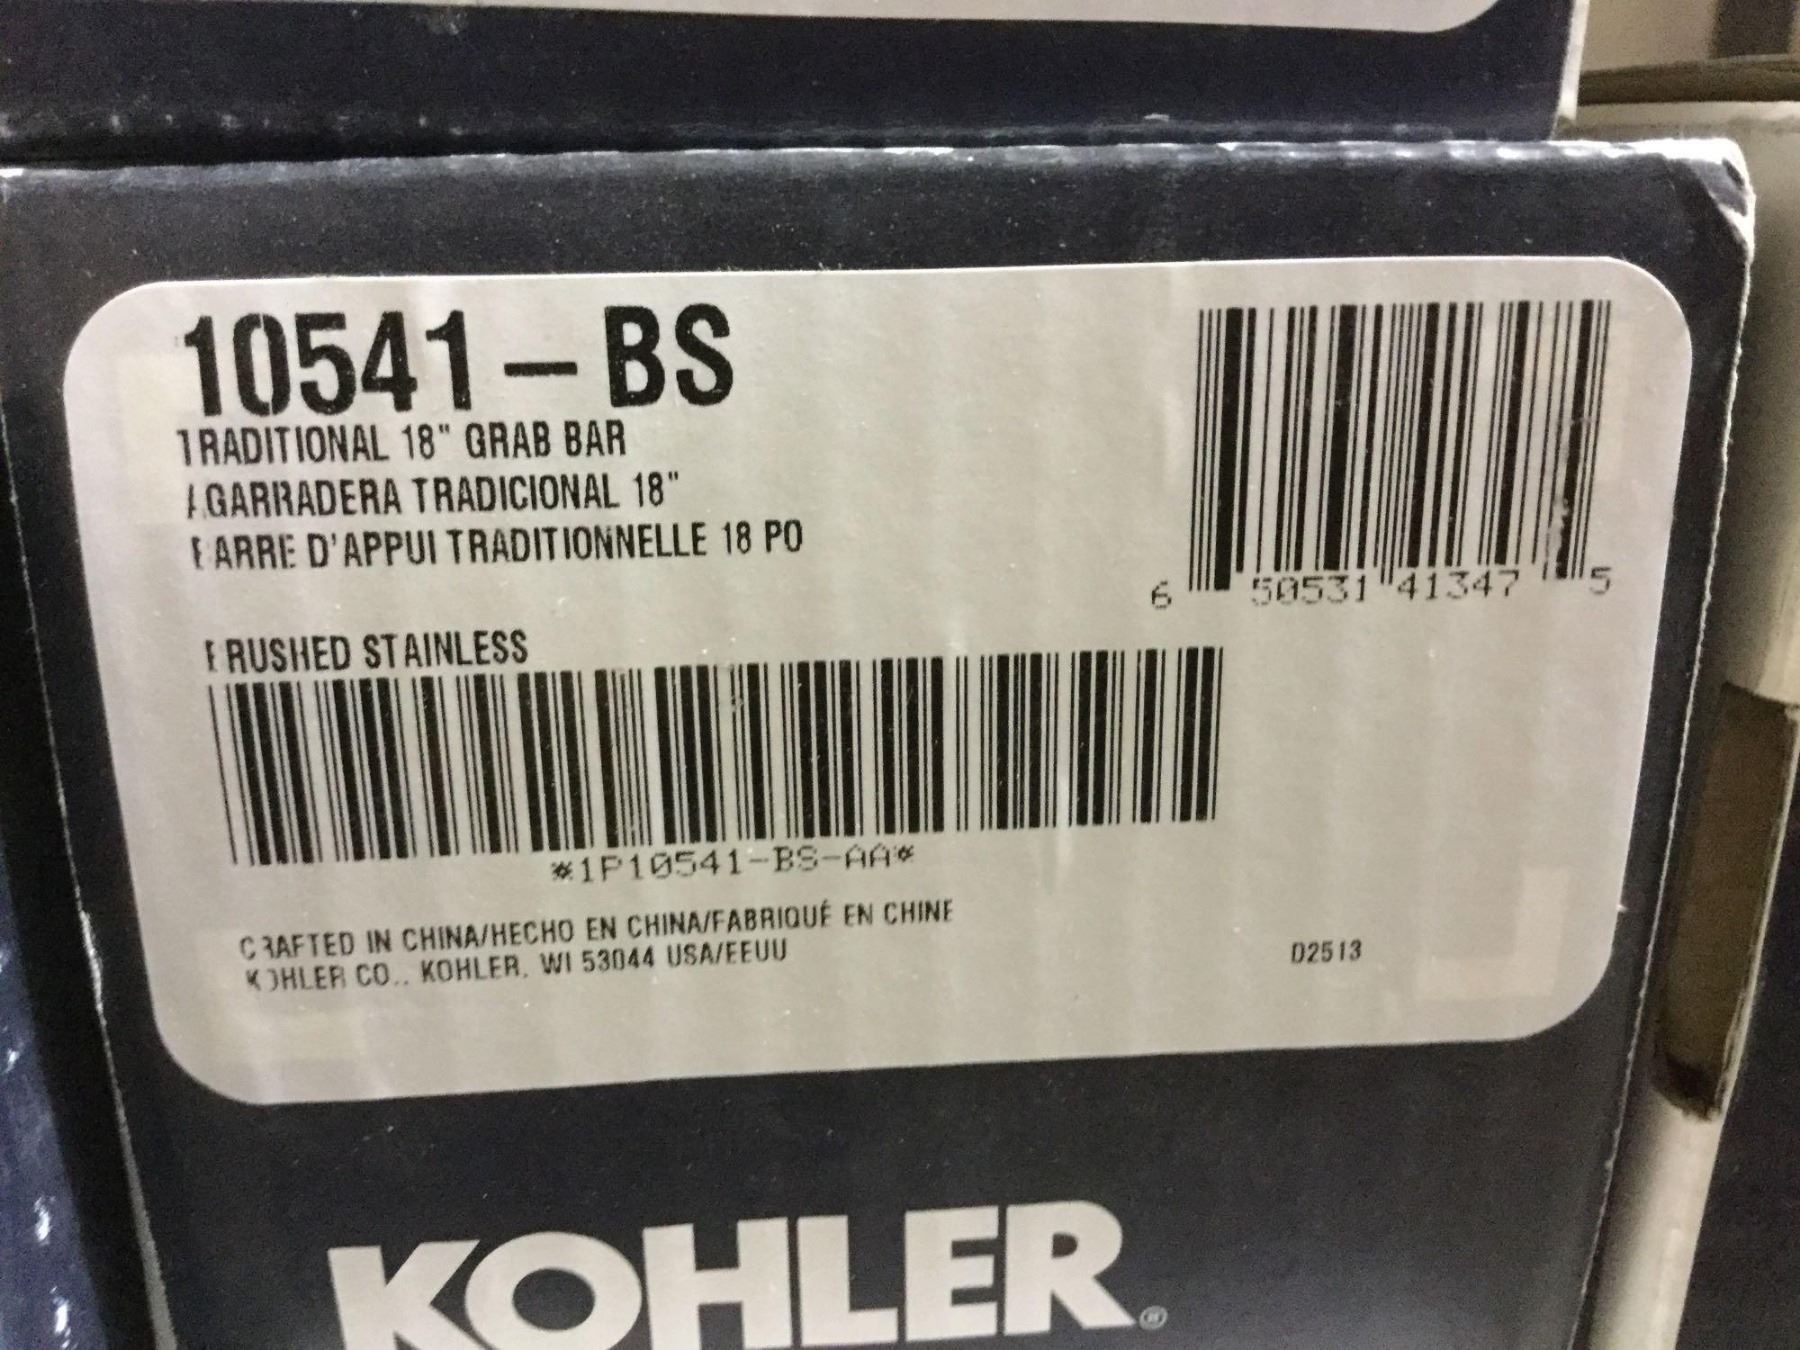 10541-BS
TRADITIONAL 18" GRAB BAR
AGARRADERA TRADICIONAL 18"
BARRE D'APPUI TRADITIONNELLE 18 PO
6 50531 41347 5
BRUSHED STAINLESS
*1P10541-BS-AA*
CRAFTED IN CHINA/HECHO EN CHINA/FABRIQUÉ EN CHINE
KOHLER CO., KOHLER, WI 53044 USA/EEUU
D2513
KOHLER®